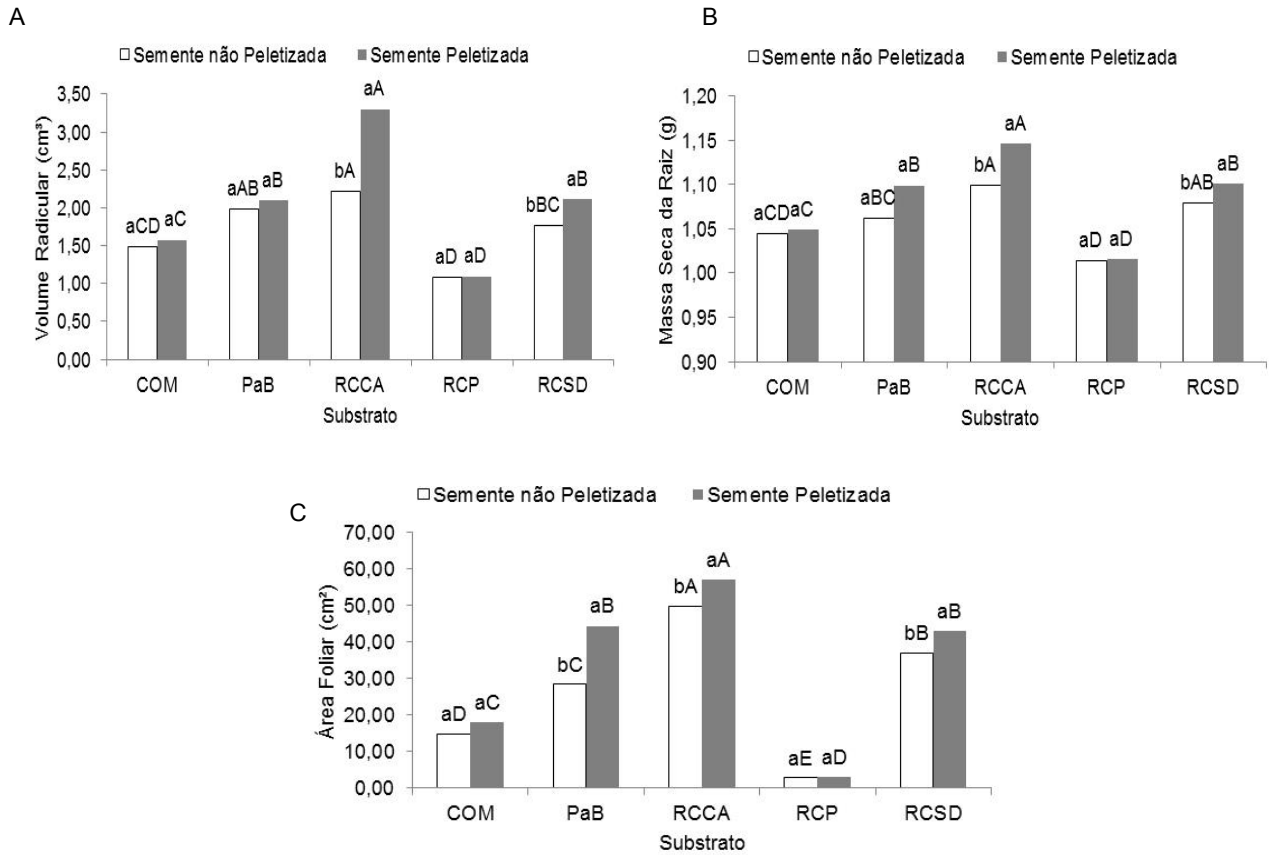 A
Semente não Peletizada Semente Peletizada
Volume Radicular (cm³)
3,50
3,00
2,50
2,00
1,50
1,00
0,50
0,00
aCD aC
aAB aB
bA aA
aD aD
bBC aB
COM PaB RCCA RCP RCSD
Substrato
B
Semente não Peletizada Semente Peletizada
Massa Seca da Raiz (g)
1,20
1,15
1,10
1,05
1,00
0,95
0,90
aCD aC
aBC aB
bA aA
aD aD
bAB aB
COM PaB RCCA RCP RCSD
Substrato
C
Semente não Peletizada Semente Peletizada
Área Foliar (cm²)
70,00
60,00
50,00
40,00
30,00
20,00
10,00
0,00
aD aC
bC aB
bA aA
aE aD
bB aB
COM PaB RCCA RCP RCSD
Substrato